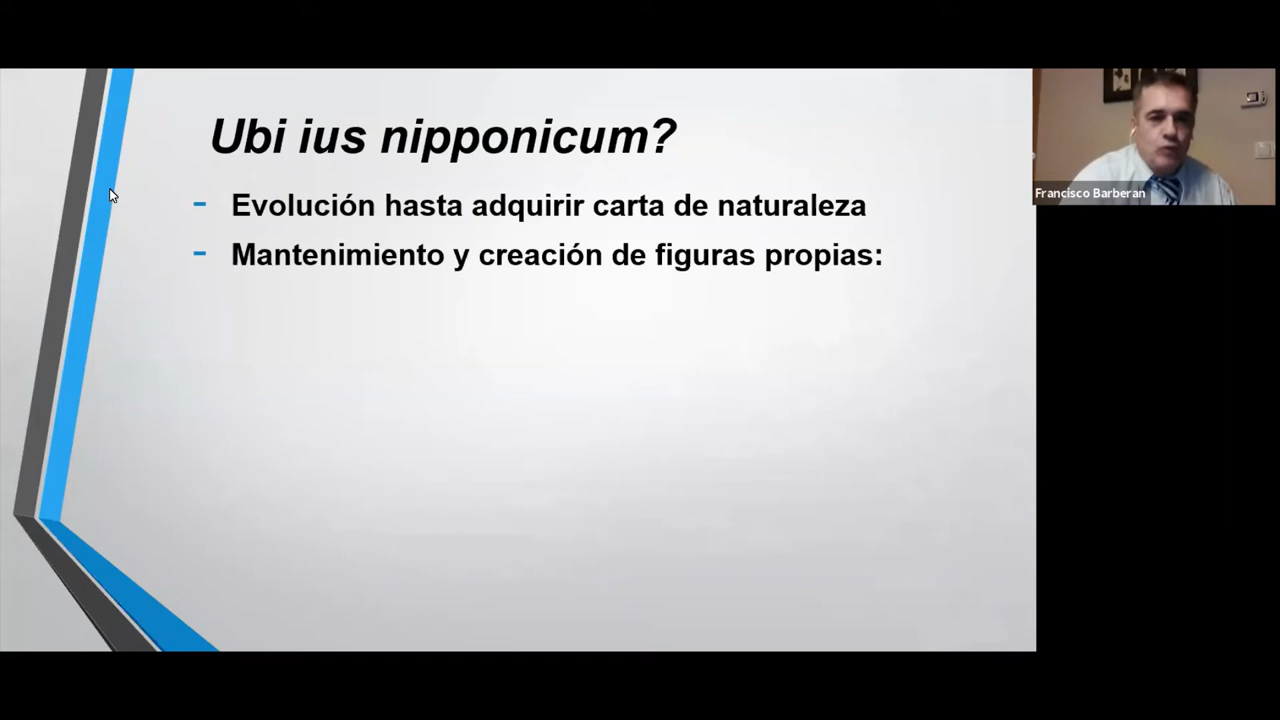 Ubi ius nipponicum?
- Evolución hasta adquirir carta de naturaleza
- Mantenimiento y creación de figuras propias:
Francisco Barberan